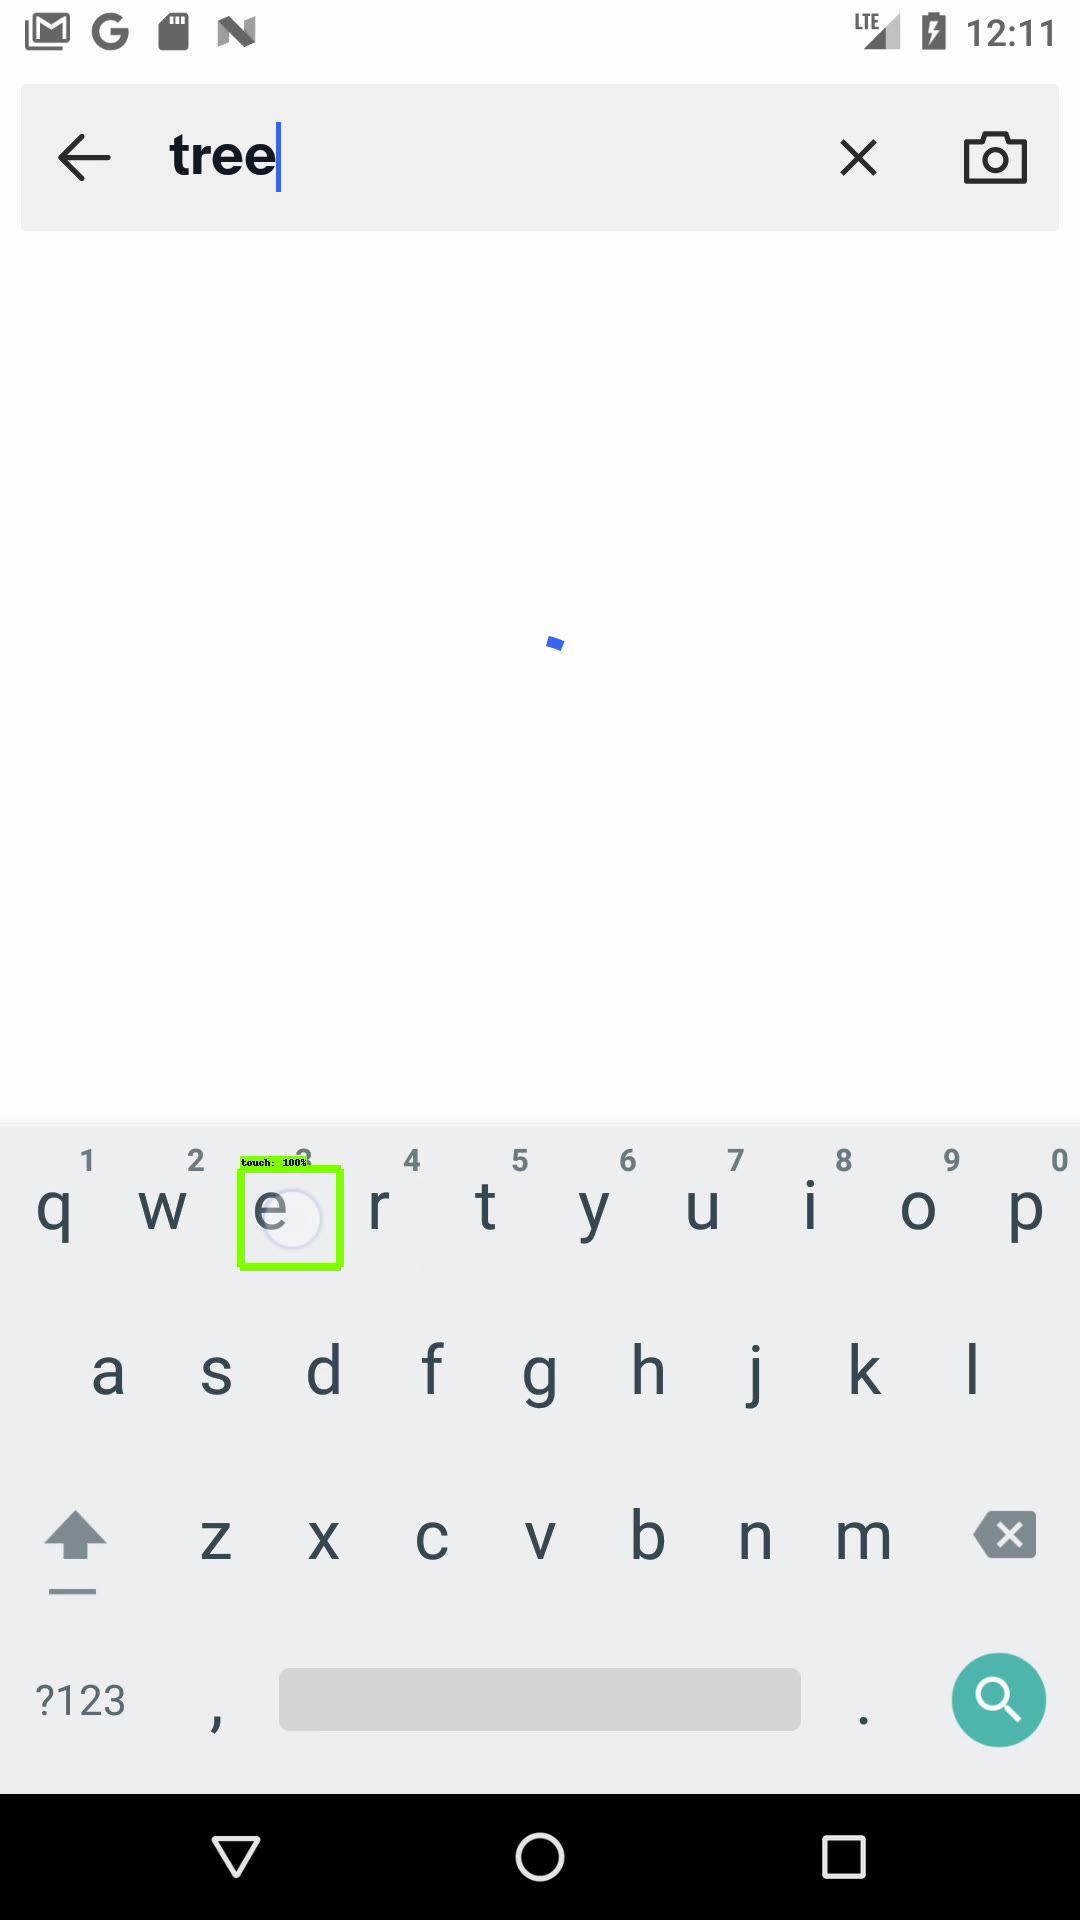 LTE 12:11
tree
touch: 100%
1 2 3 4 5 6 7 8 9 0
q w e r t y u i o p
a s d f g h j k l
z x c v b n m
?123 , .